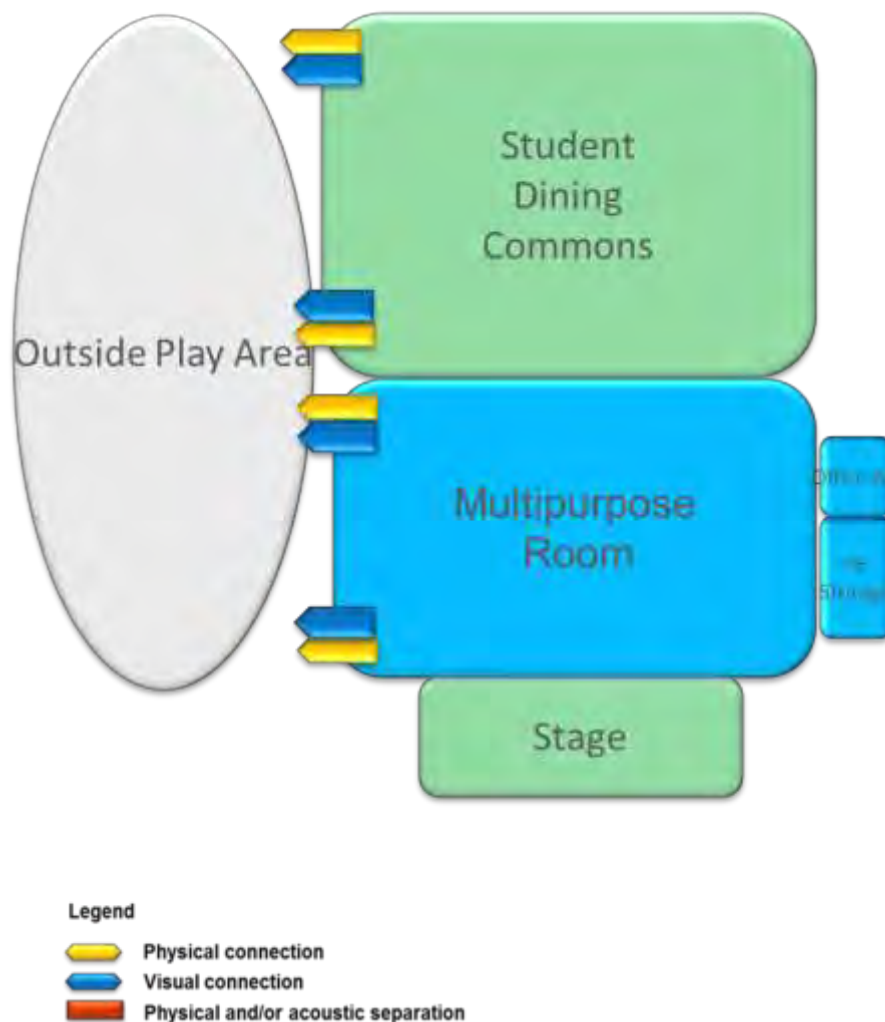 Student
Dining
Commons
Outside Play Area
Multipurpose
Room
Stage
Legend
Physical connection
Visual connection
Physical and/or acoustic separation